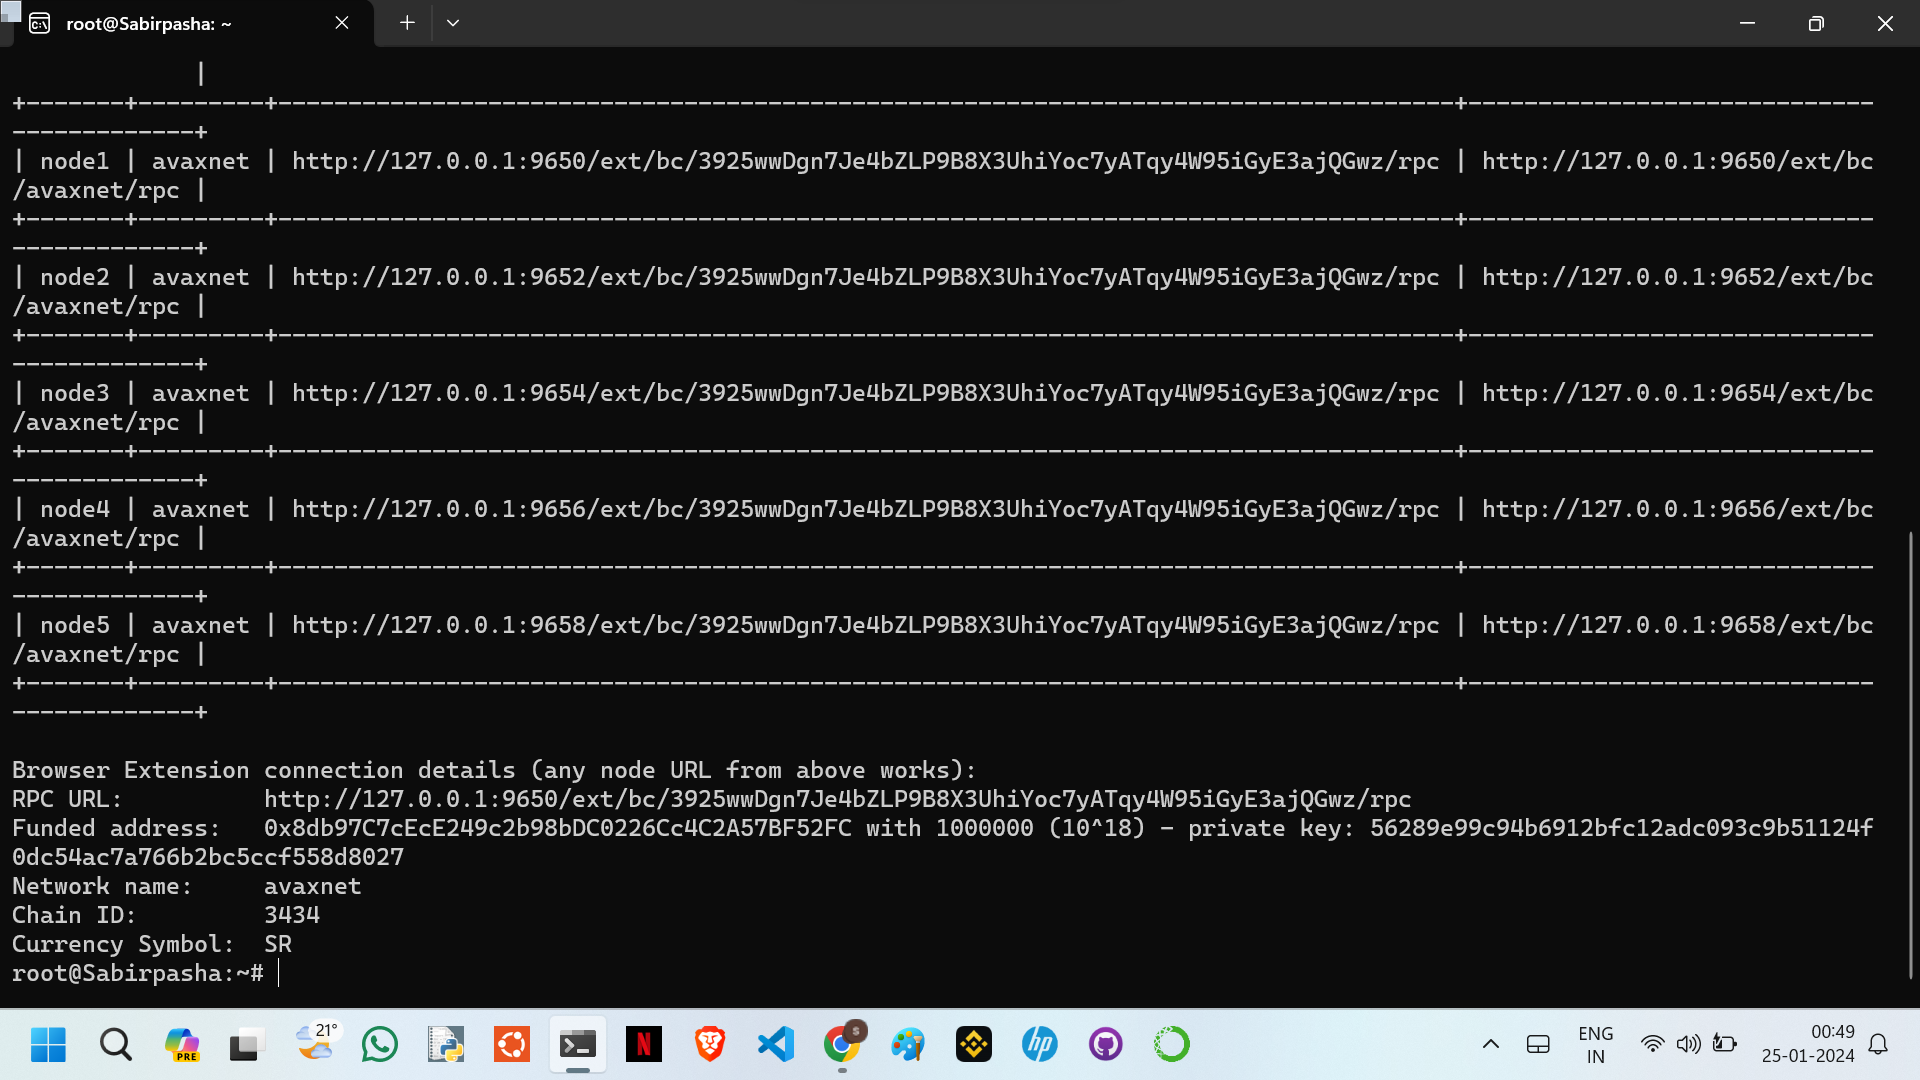 root@Sabirpasha: ~
|
+-------+---------+------------------------------------------------------------------------------------+-----------------------------
-------------+
| node1 | avaxnet | http://127.0.0.1:9650/ext/bc/3925wwDgn7Je4bZLP9B8X3UhiYoc7yATqy4W95iGyE3ajQGwz/rpc | http://127.0.0.1:9650/ext/bc
/avaxnet/rpc |
+-------+---------+------------------------------------------------------------------------------------+-----------------------------
-------------+
| node2 | avaxnet | http://127.0.0.1:9652/ext/bc/3925wwDgn7Je4bZLP9B8X3UhiYoc7yATqy4W95iGyE3ajQGwz/rpc | http://127.0.0.1:9652/ext/bc
/avaxnet/rpc |
+-------+---------+------------------------------------------------------------------------------------+-----------------------------
-------------+
| node3 | avaxnet | http://127.0.0.1:9654/ext/bc/3925wwDgn7Je4bZLP9B8X3UhiYoc7yATqy4W95iGyE3ajQGwz/rpc | http://127.0.0.1:9654/ext/bc
/avaxnet/rpc |
+-------+---------+------------------------------------------------------------------------------------+-----------------------------
-------------+
| node4 | avaxnet | http://127.0.0.1:9656/ext/bc/3925wwDgn7Je4bZLP9B8X3UhiYoc7yATqy4W95iGyE3ajQGwz/rpc | http://127.0.0.1:9656/ext/bc
/avaxnet/rpc |
+-------+---------+------------------------------------------------------------------------------------+-----------------------------
-------------+
| node5 | avaxnet | http://127.0.0.1:9658/ext/bc/3925wwDgn7Je4bZLP9B8X3UhiYoc7yATqy4W95iGyE3ajQGwz/rpc | http://127.0.0.1:9658/ext/bc
/avaxnet/rpc |
+-------+---------+------------------------------------------------------------------------------------+-----------------------------
-------------+
Browser Extension connection details (any node URL from above works):
RPC URL:          http://127.0.0.1:9650/ext/bc/3925wwDgn7Je4bZLP9B8X3UhiYoc7yATqy4W95iGyE3ajQGwz/rpc
Funded address:   0x8db97C7cEcE249c2b98bDC0226Cc4C2A57BF52FC with 1000000 (10^18) - private key: 56289e99c94b6912bfc12adc093c9b51124f
0dc54ac7a766b2bc5ccf558d8027
Network name:     avaxnet
Chain ID:         3434
Currency Symbol:  SR
root@Sabirpasha:~#
PRE
21°
N
S
hp
ENG
IN
00:49
25-01-2024